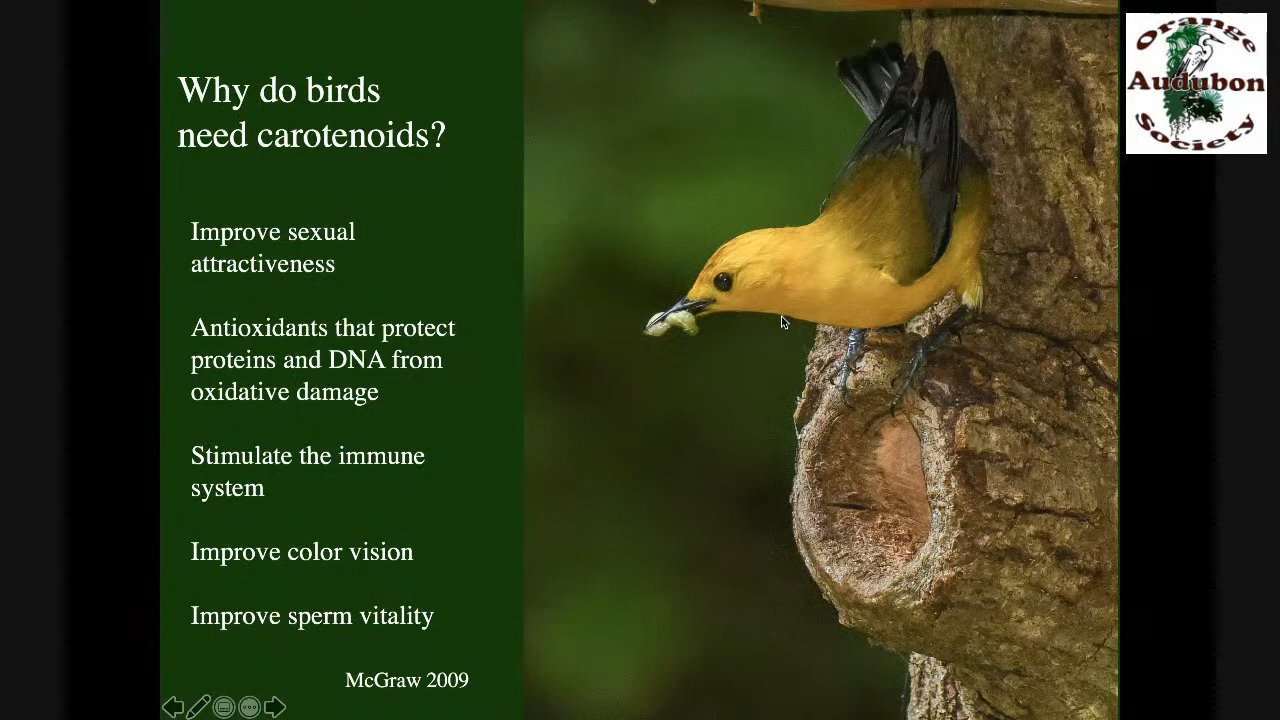 Why do birds
need carotenoids?
Improve sexual
attractiveness
Antioxidants that protect
proteins and DNA from
oxidative damage
Stimulate the immune
system
Improve color vision
Improve sperm vitality
McGraw 2009
Orange
Audubon
Society